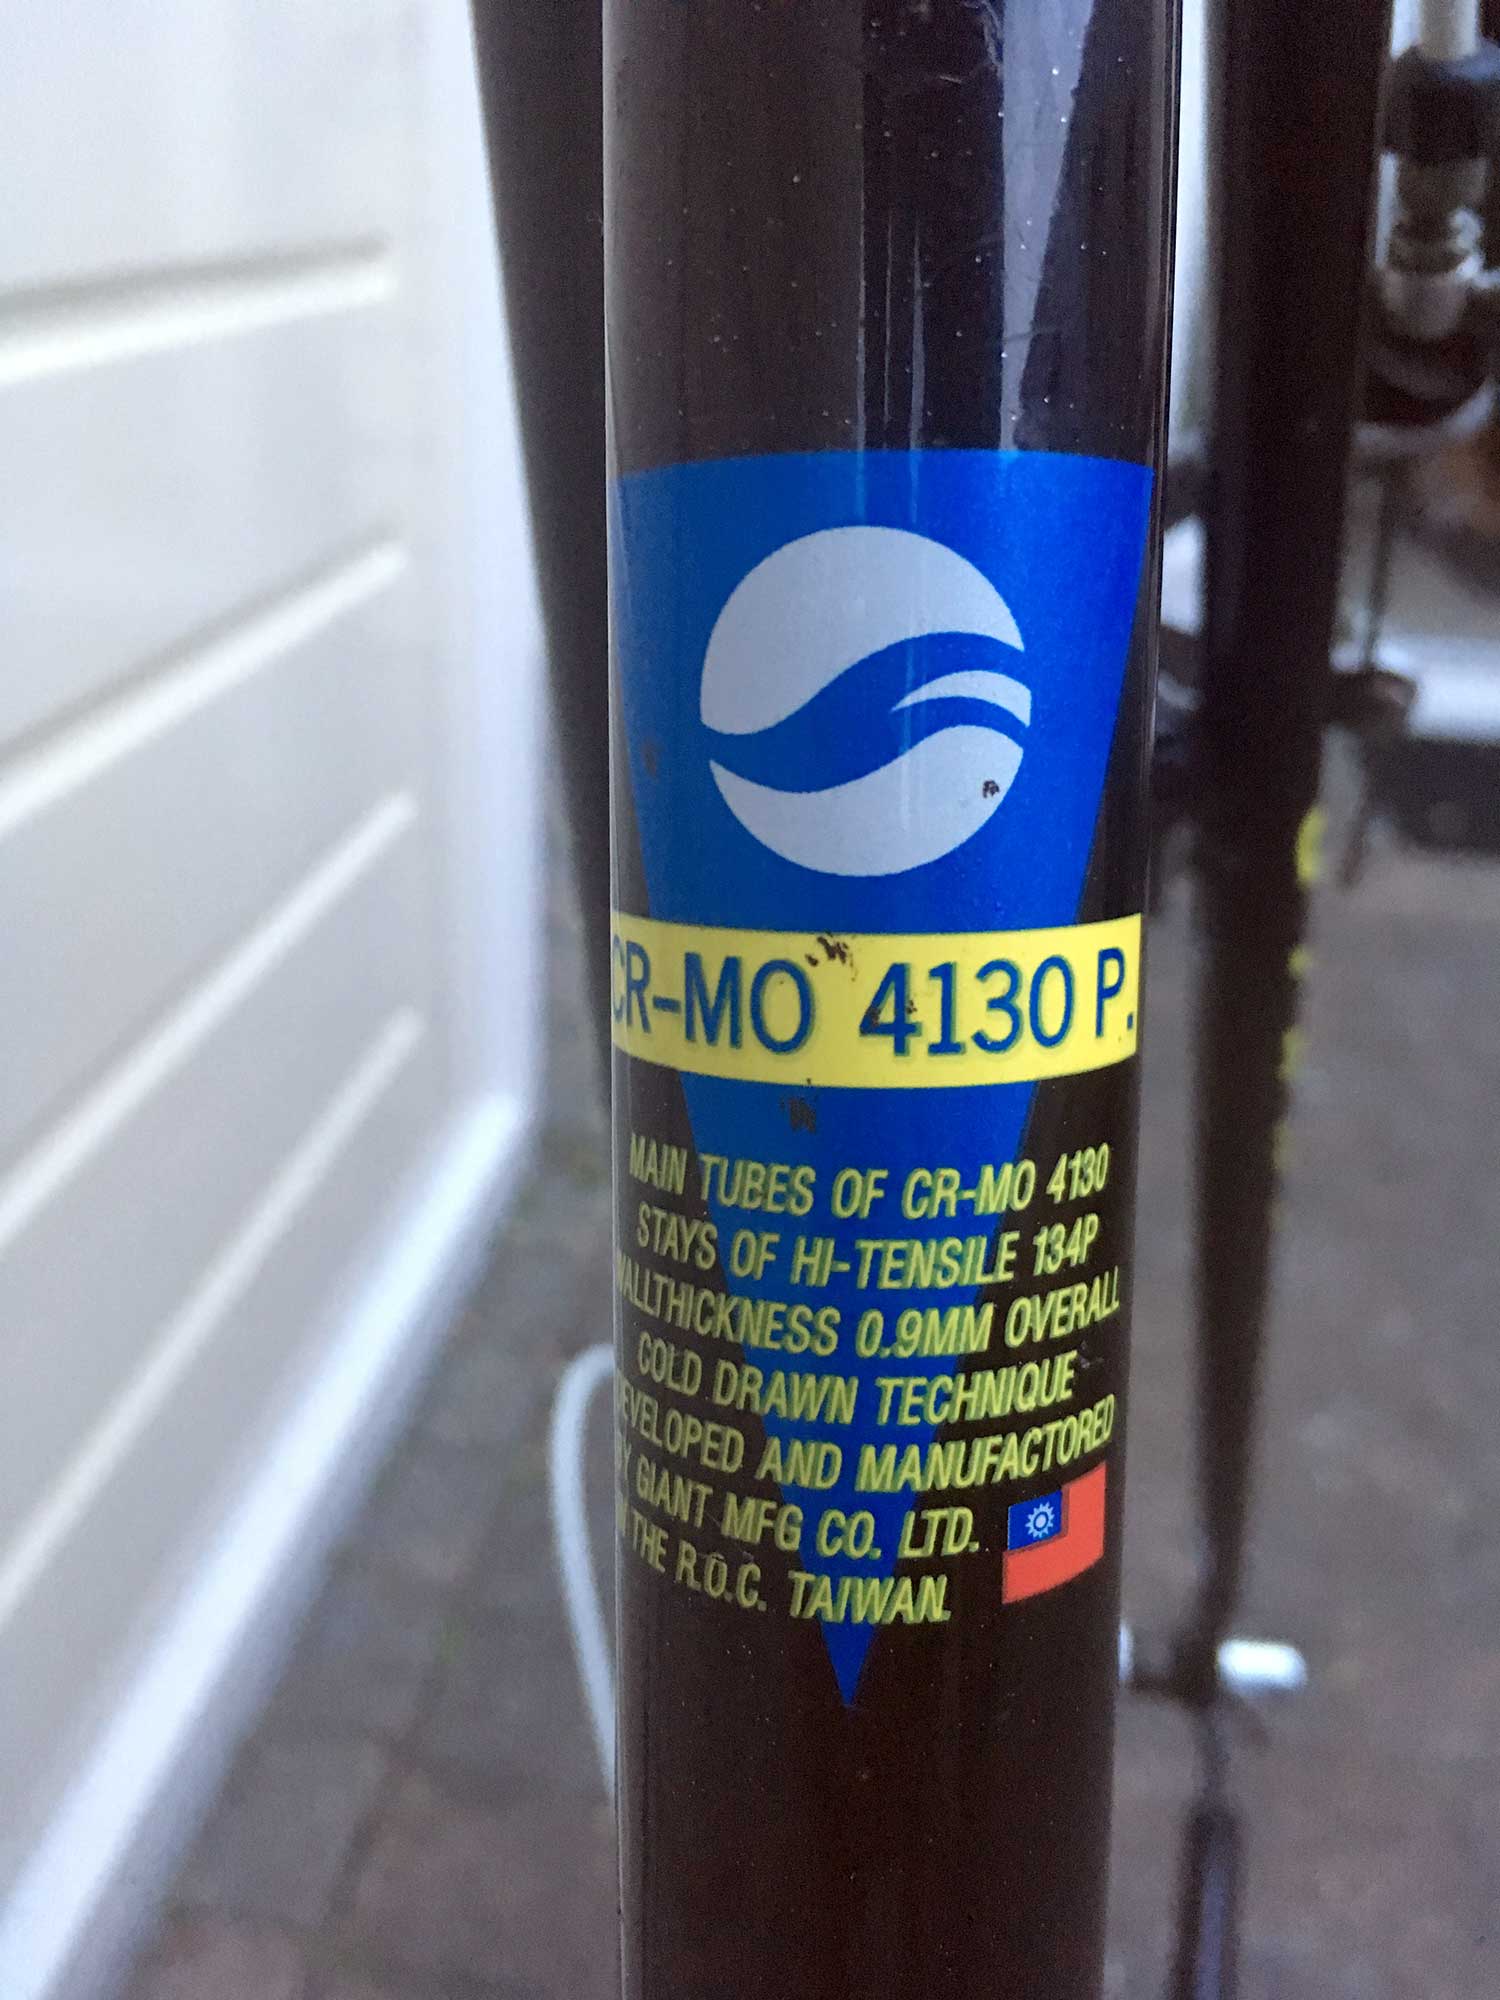 CR-MO 4130 P.
MAIN TUBES OF CR-MO 4130
STAYS OF HI-TENSILE 134P
WALLTHICKNESS 0.9MM OVERALL
COLD DRAWN TECHNIQUE
DEVELOPED AND MANUFACTORED
BY GIANT MFG CO. LTD.
IN THE R.O.C. TAIWAN.